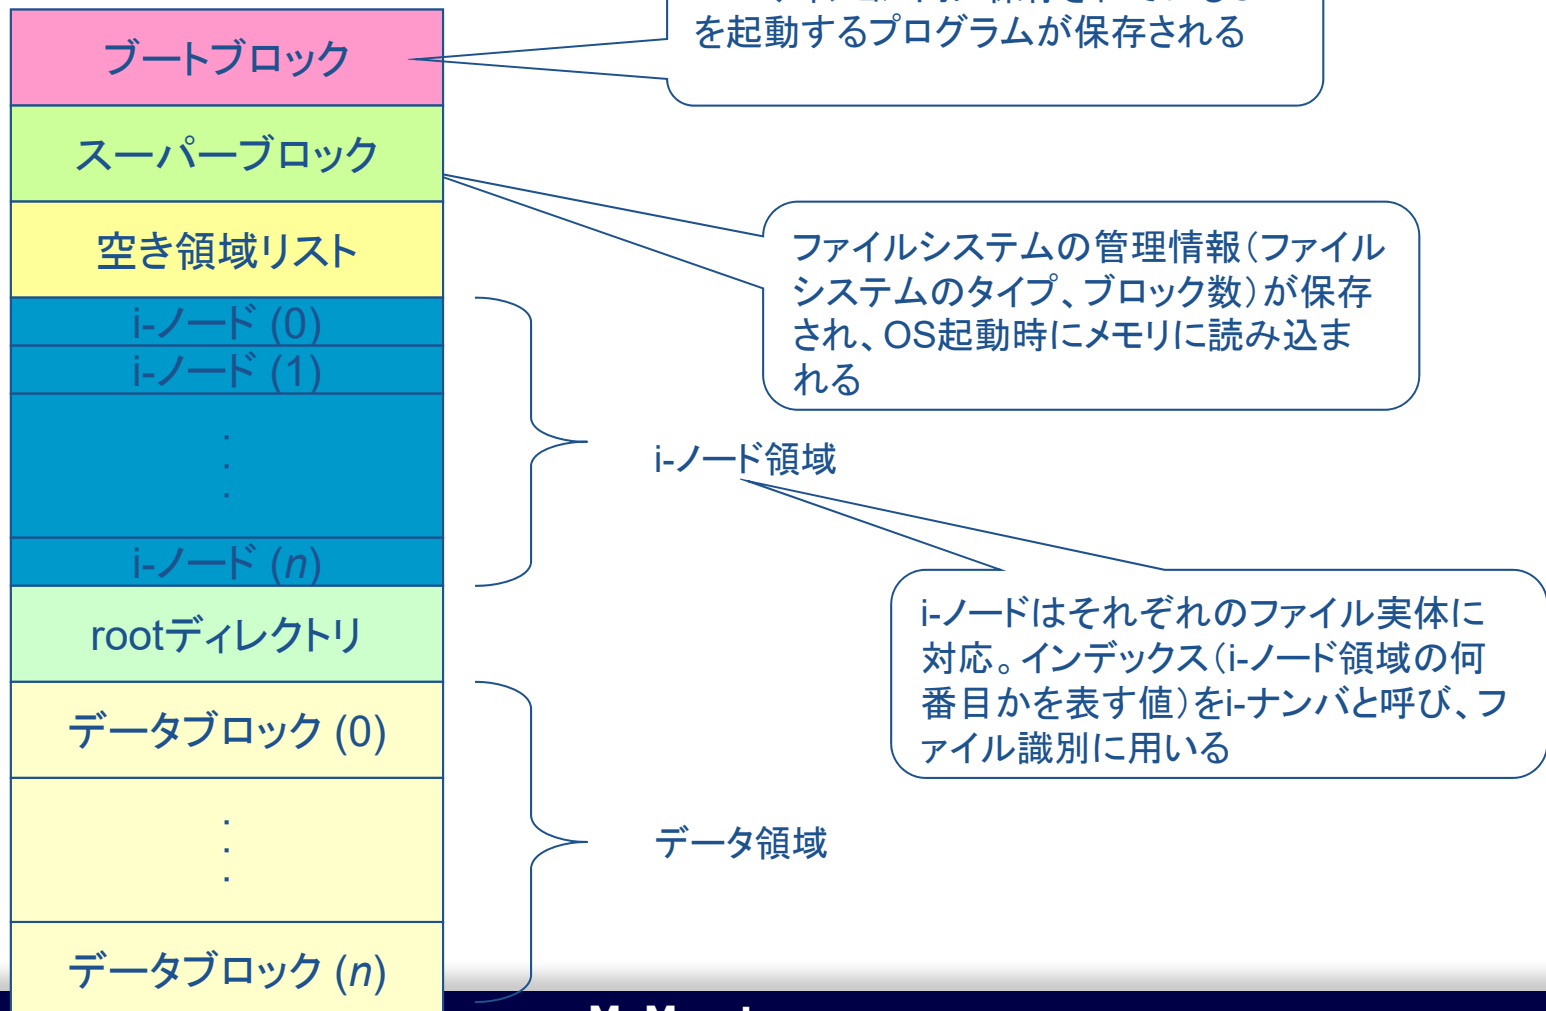 を起動するプログラムが保存される
ブートブロック
スーパーブロック
空き領域リスト
ファイルシステムの管理情報（ファイル
システムのタイプ、ブロック数）が保存
され、OS起動時にメモリに読み込ま
れる
i-ノード (0)
i-ノード (1)
.
.
.
i-ノード領域
i-ノード (n)
i-ノードはそれぞれのファイル実体に
対応。インデックス（i-ノード領域の何
番目かを表す値）をi-ナンバと呼び、フ
ァイル識別に用いる
rootディレクトリ
データブロック (0)
.
.
.
データ領域
データブロック (n)